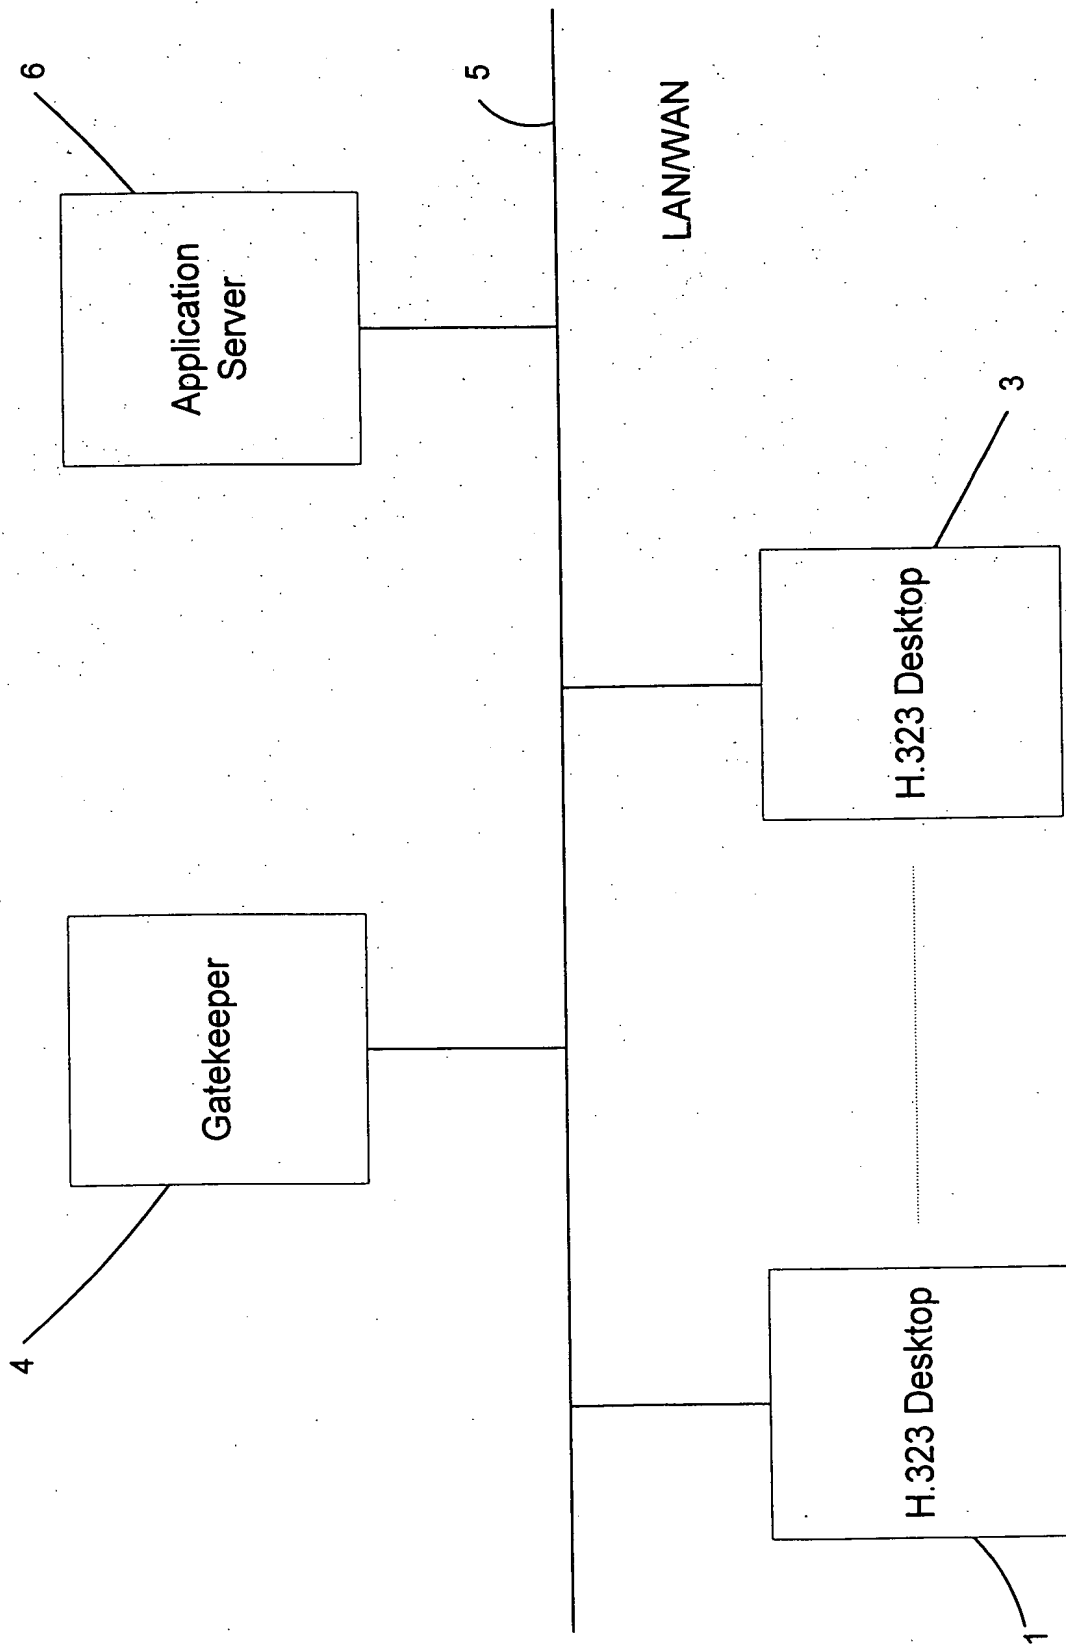 4
Gatekeeper
6
Application
Server
5
LAN/WAN
1
H.323 Desktop
H.323 Desktop
3